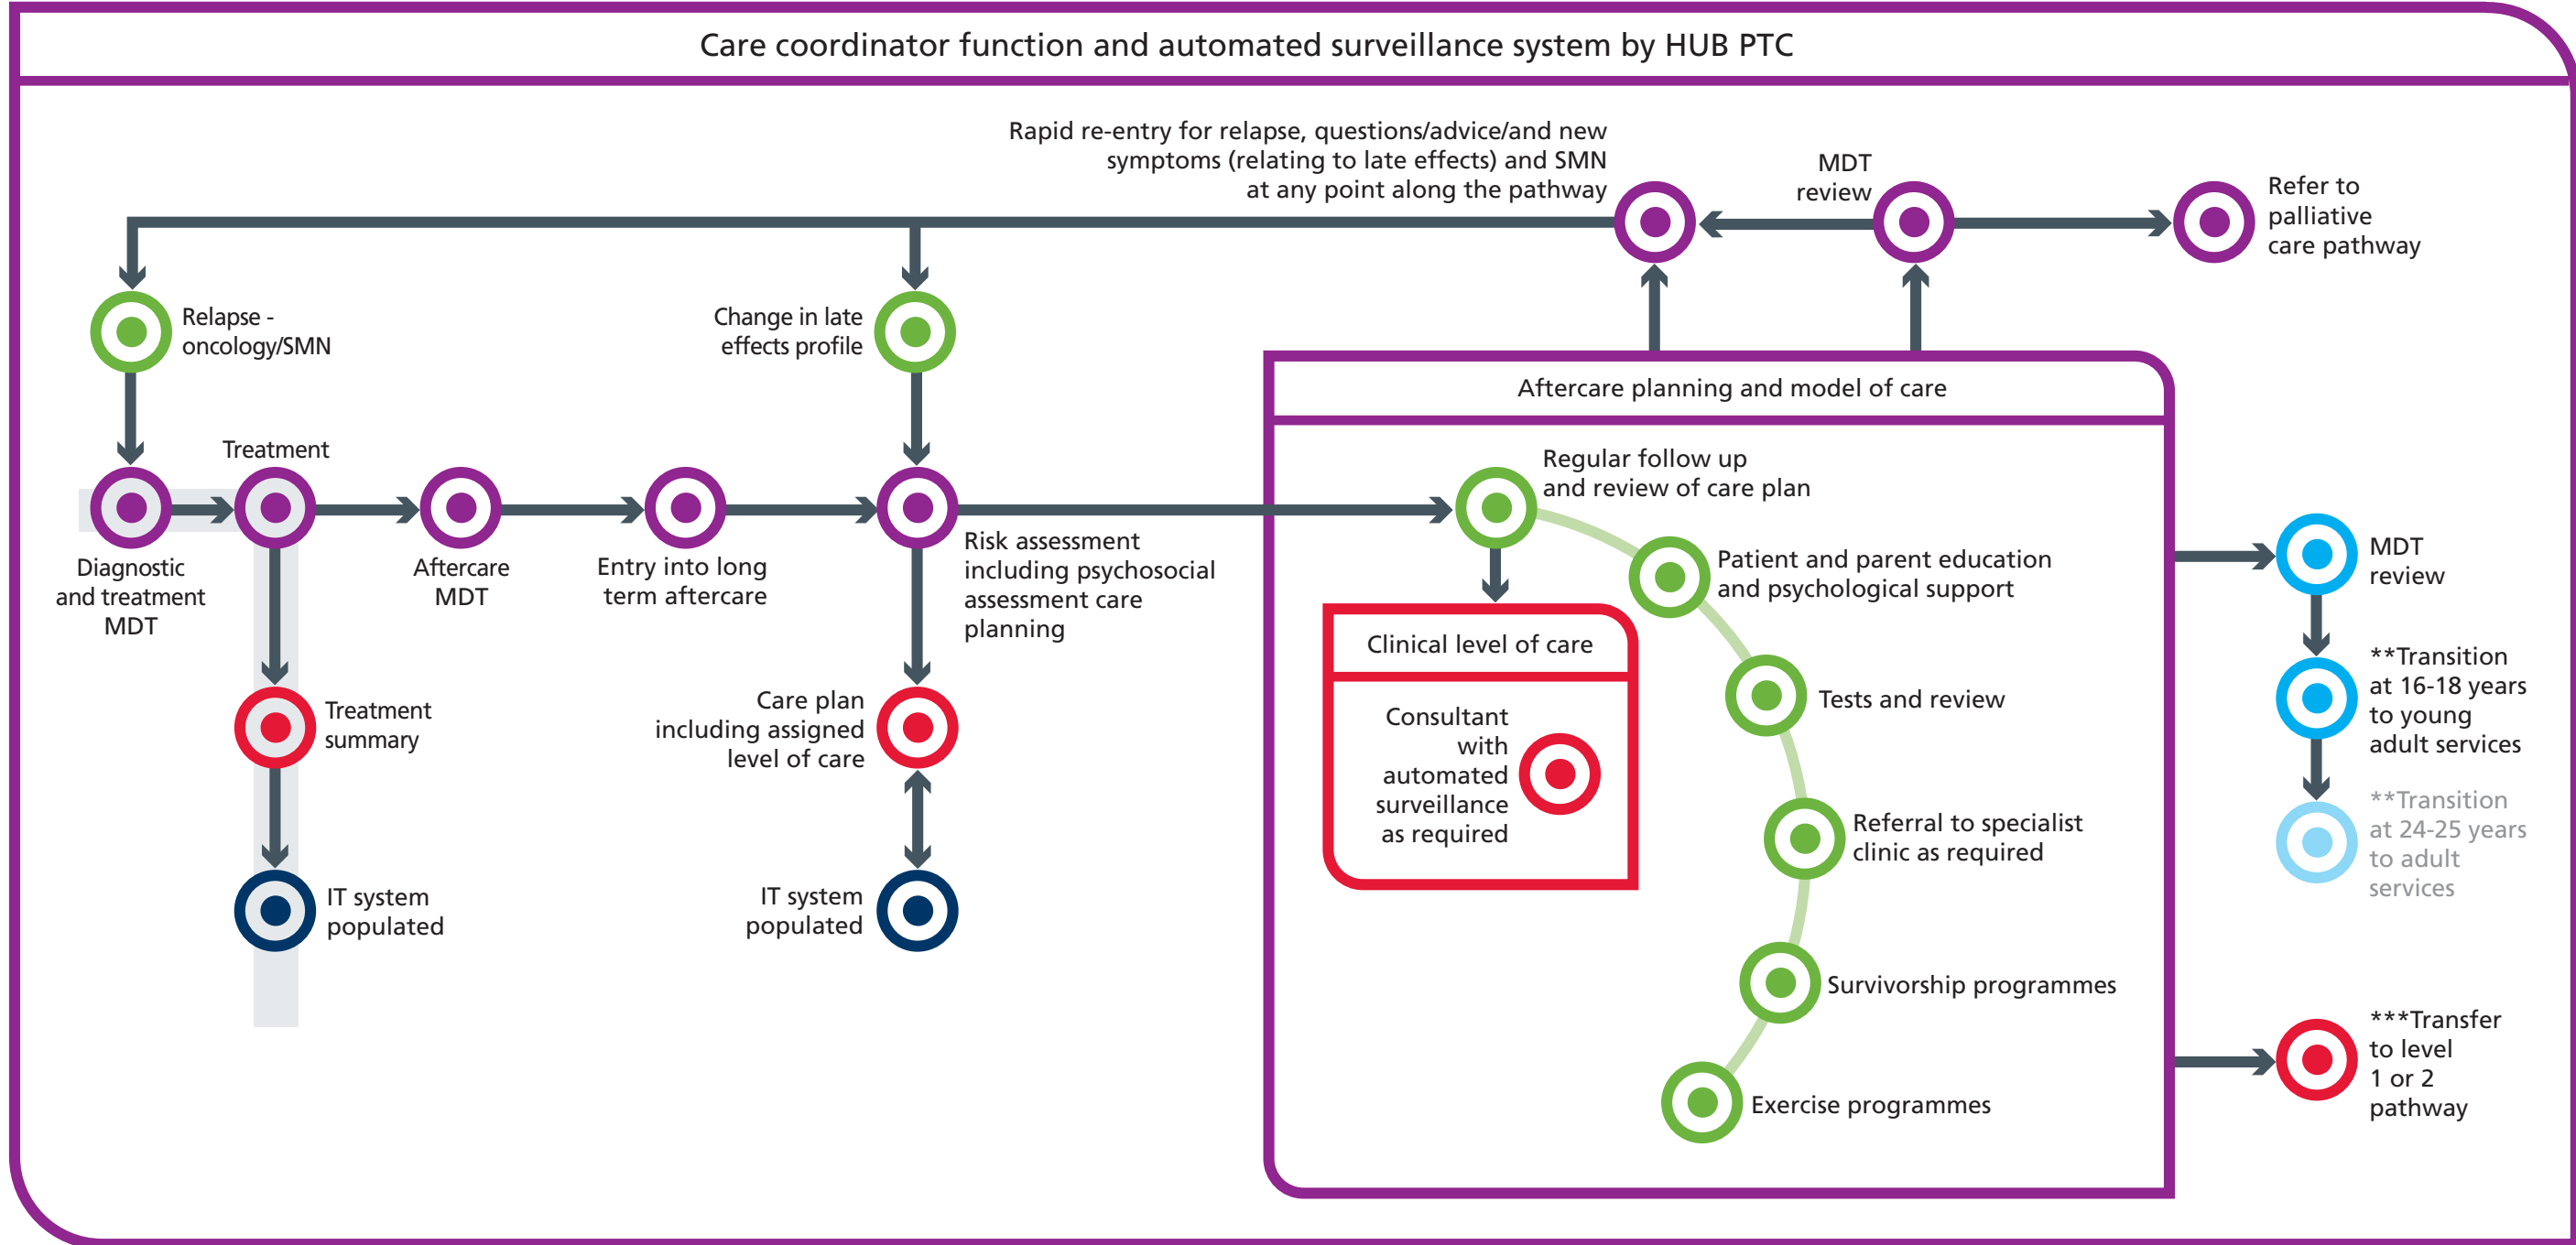 Care coordinator function and automated surveillance system by HUB PTC
Rapid re-entry for relapse, questions/advice/and new
symptoms (relating to late effects) and SMN
at any point along the pathway
MDT
review
Refer to
palliative
care pathway
Relapse -
oncology/SMN
Change in late
effects profile
Aftercare planning and model of care
Treatment
Diagnostic
and treatment
MDT
Aftercare
MDT
Entry into long
term aftercare
Risk assessment
including psychosocial
assessment care
planning
Regular follow up
and review of care plan
Patient and parent education
and psychological support
Clinical level of care
Consultant
with
automated
surveillance
as required
Tests and review
Referral to specialist
clinic as required
Survivorship programmes
Exercise programmes
Treatment
summary
IT system
populated
Care plan
including assigned
level of care
IT system
populated
MDT
review
**Transition
at 16-18 years
to young
adult services
**Transition
at 24-25 years
to adult
services
***Transfer
to level
1 or 2
pathway